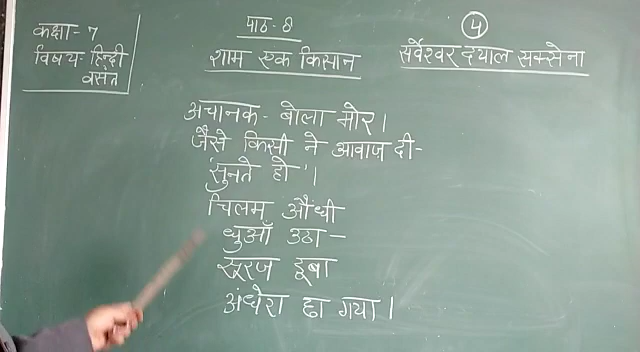 कक्षा- 7
विषय- हिन्दी
वसंत
पाठ- 8
शाम एक किसान
4
सर्वेश्वर दयाल सक्सेना
अचानक- बोला मोर।
जैसे किसी ने आवाज दी-
'सुनते हो'।
चिलम औंधी
धुआँ उठा-
सूरज डूबा
अंधेरा छा गया।